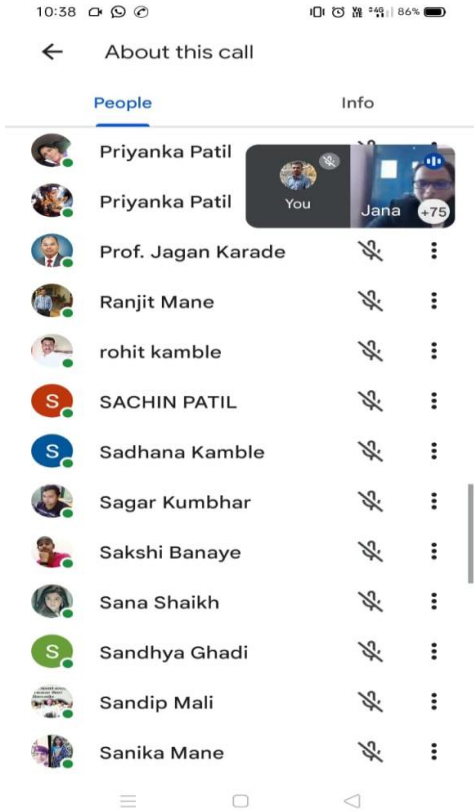 10:38 86%
About this call
People Info
Priyanka Patil
Priyanka Patil
You Jana +75
Prof. Jagan Karade
Ranjit Mane
rohit kamble
S SACHIN PATIL
S Sadhana Kamble
Sagar Kumbhar
Sakshi Banaye
Sana Shaikh
S Sandhya Ghadi
Sandip Mali
Sanika Mane